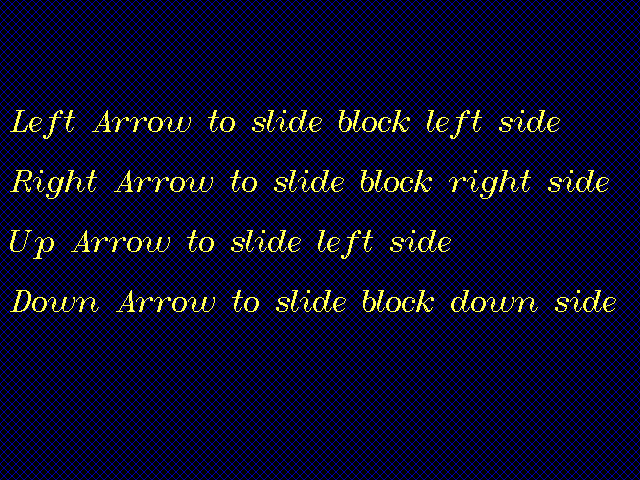 Left Arrow to slide block left side
Right Arrow to slide block right side
Up Arrow to slide left side
Down Arrow to slide block down side